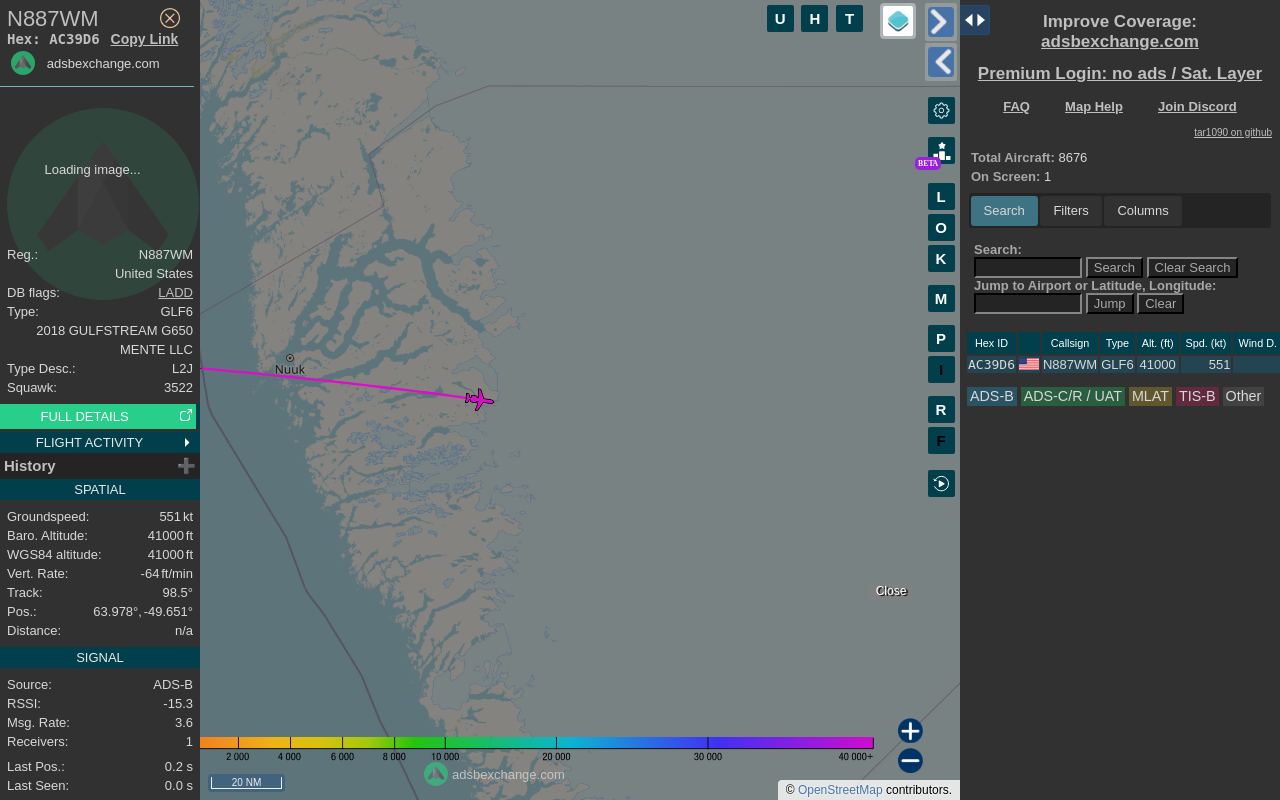 N887WM
Hex: AC39D6 Copy Link
adsbexchange.com
Loading image...
Reg.: N887WM
United States
DB flags: LADD
Type: GLF6
2018 GULFSTREAM G650
MENTE LLC
Type Desc.: L2J
Squawk: 3522
FULL DETAILS
FLIGHT ACTIVITY
History
SPATIAL
Groundspeed: 551 kt
Baro. Altitude: 41000 ft
WGS84 altitude: 41000 ft
Vert. Rate: -64 ft/min
Track: 98.5°
Pos.: 63.978°, -49.651°
Distance: n/a
SIGNAL
Source: ADS-B
RSSI: -15.3
Msg. Rate: 3.6
Receivers: 1
Last Pos.: 0.2 s
Last Seen: 0.0 s
U H T
BETA
L
O
K
M
P
I
R
F
Nuuk
Close
2 000 4 000 6 000 8 000 10 000 20 000 30 000 40 000+
adsbexchange.com
20 NM
© OpenStreetMap contributors.
Improve Coverage:
adsbexchange.com
Premium Login: no ads / Sat. Layer
FAQ Map Help Join Discord
tar1090 on github
Total Aircraft: 8676
On Screen: 1
Search Filters Columns
Search:
Search Clear Search
Jump to Airport or Latitude, Longitude:
Jump Clear
Hex ID Callsign Type Alt. (ft) Spd. (kt) Wind D.
AC39D6 N887WM GLF6 41000 551
ADS-B ADS-C/R / UAT MLAT TIS-B Other